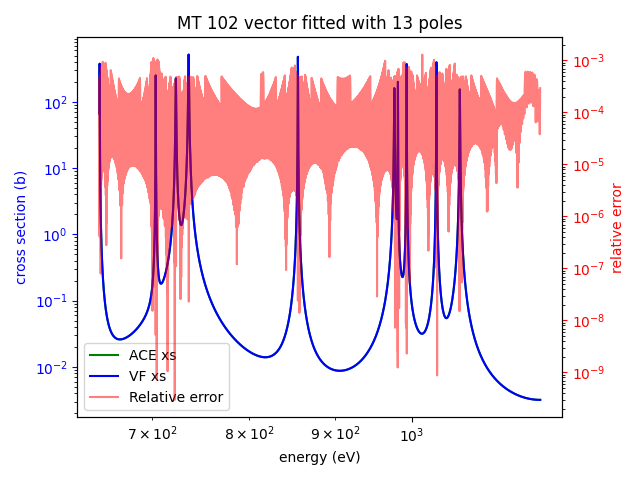 MT 102 vector fitted with 13 poles
cross section (b)
10²
10¹
10⁰
10⁻¹
10⁻²
10⁻³
10⁻⁴
10⁻⁵
10⁻⁶
10⁻⁷
10⁻⁸
10⁻⁹
relative error
ACE xs
VF xs
Relative error
7 × 10² 8 × 10² 9 × 10² 10³
energy (eV)